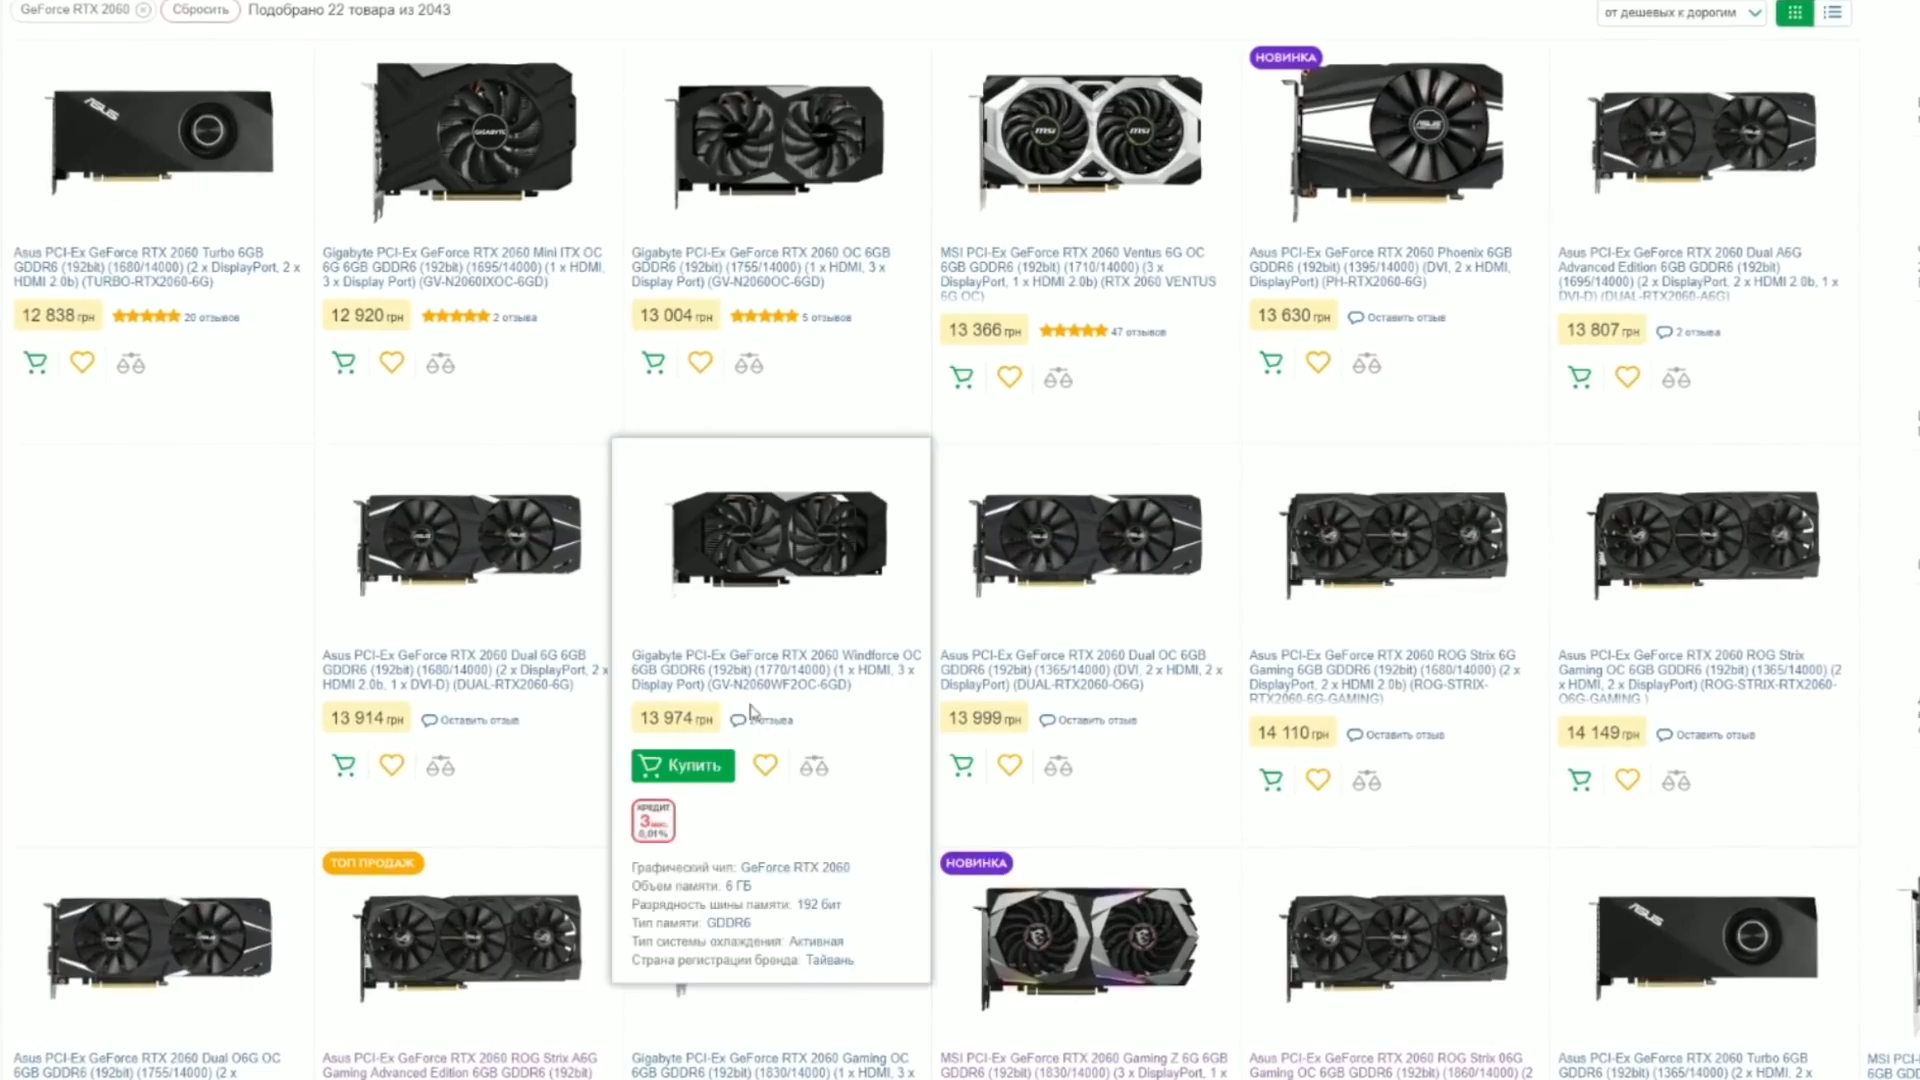 GeForce RTX 2060
Сбросить
Подобрано 22 товара из 2043
от дешевых к дорогим
НОВИНКА
ASUS
GIGABYTE
msi
msi
ASUS
Asus PCI-Ex GeForce RTX 2060 Turbo 6GB
GDDR6 (192bit) (1680/14000) (2 x DisplayPort, 2 x
HDMI 2.0b) (TURBO-RTX2060-6G)
12 838 грн
20 отзывов
Gigabyte PCI-Ex GeForce RTX 2060 Mini ITX OC
6G 6GB GDDR6 (192bit) (1695/14000) (1 x HDMI,
3 x Display Port) (GV-N2060IXOC-6GD)
12 920 грн
2 отзыва
Gigabyte PCI-Ex GeForce RTX 2060 OC 6GB
GDDR6 (192bit) (1755/14000) (1 x HDMI, 3 x
Display Port) (GV-N2060OC-6GD)
13 004 грн
5 отзывов
MSI PCI-Ex GeForce RTX 2060 Ventus 6G OC
6GB GDDR6 (192bit) (1710/14000) (3 x
DisplayPort, 1 x HDMI 2.0b) (RTX 2060 VENTUS
6G OC)
13 366 грн
47 отзывов
Asus PCI-Ex GeForce RTX 2060 Phoenix 6GB
GDDR6 (192bit) (1395/14000) (DVI, 2 x HDMI,
DisplayPort) (PH-RTX2060-6G)
13 630 грн
Оставить отзыв
Asus PCI-Ex GeForce RTX 2060 Dual A6G
Advanced Edition 6GB GDDR6 (192bit)
(1695/14000) (2 x DisplayPort, 2 x HDMI 2.0b, 1 x
DVI-D) (DUAL-RTX2060-A6G)
13 807 грн
2 отзыва
Asus PCI-Ex GeForce RTX 2060 Dual 6G 6GB
GDDR6 (192bit) (1680/14000) (2 x DisplayPort, 2 x
HDMI 2.0b, 1 x DVI-D) (DUAL-RTX2060-6G)
13 914 грн
Оставить отзыв
Gigabyte PCI-Ex GeForce RTX 2060 Windforce OC
6GB GDDR6 (192bit) (1770/14000) (1 x HDMI, 3 x
Display Port) (GV-N2060WF2OC-6GD)
13 974 грн
отзыва
Купить
КРЕДИТ
3 мес.
0,01%
Графический чип: GeForce RTX 2060
Объем памяти: 6 ГБ
Разрядность шины памяти: 192 бит
Тип памяти: GDDR6
Тип системы охлаждения: Активная
Страна регистрации бренда: Тайвань
Asus PCI-Ex GeForce RTX 2060 Dual OC 6GB
GDDR6 (192bit) (1365/14000) (DVI, 2 x HDMI, 2 x
DisplayPort) (DUAL-RTX2060-O6G)
13 999 грн
Оставить отзыв
Asus PCI-Ex GeForce RTX 2060 ROG Strix 6G
Gaming 6GB GDDR6 (192bit) (1680/14000) (2 x
DisplayPort, 2 x HDMI 2.0b) (ROG-STRIX-
RTX2060-6G-GAMING)
14 110 грн
Оставить отзыв
Asus PCI-Ex GeForce RTX 2060 ROG Strix
Gaming OC 6GB GDDR6 (192bit) (1365/14000) (2
x HDMI, 2 x DisplayPort) (ROG-STRIX-RTX2060-
O6G-GAMING )
14 149 грн
Оставить отзыв
ТОП ПРОДАЖ
НОВИНКА
ASUS
Asus PCI-Ex GeForce RTX 2060 Dual O6G OC
6GB GDDR6 (192bit) (1755/14000) (2 x
Asus PCI-Ex GeForce RTX 2060 ROG Strix A6G
Gaming Advanced Edition 6GB GDDR6 (192bit)
Gigabyte PCI-Ex GeForce RTX 2060 Gaming OC
6GB GDDR6 (192bit) (1830/14000) (1 x HDMI, 3 x
MSI PCI-Ex GeForce RTX 2060 Gaming Z 6G 6GB
GDDR6 (192bit) (1830/14000) (3 x DisplayPort, 1 x
Asus PCI-Ex GeForce RTX 2060 ROG Strix O6G
Gaming OC 6GB GDDR6 (192bit) (1860/14000) (2
Asus PCI-Ex GeForce RTX 2060 Turbo 6GB
GDDR6 (192bit) (1365/14000) (2 x HDMI, 2 x
MSI PCI-
6GB GDD